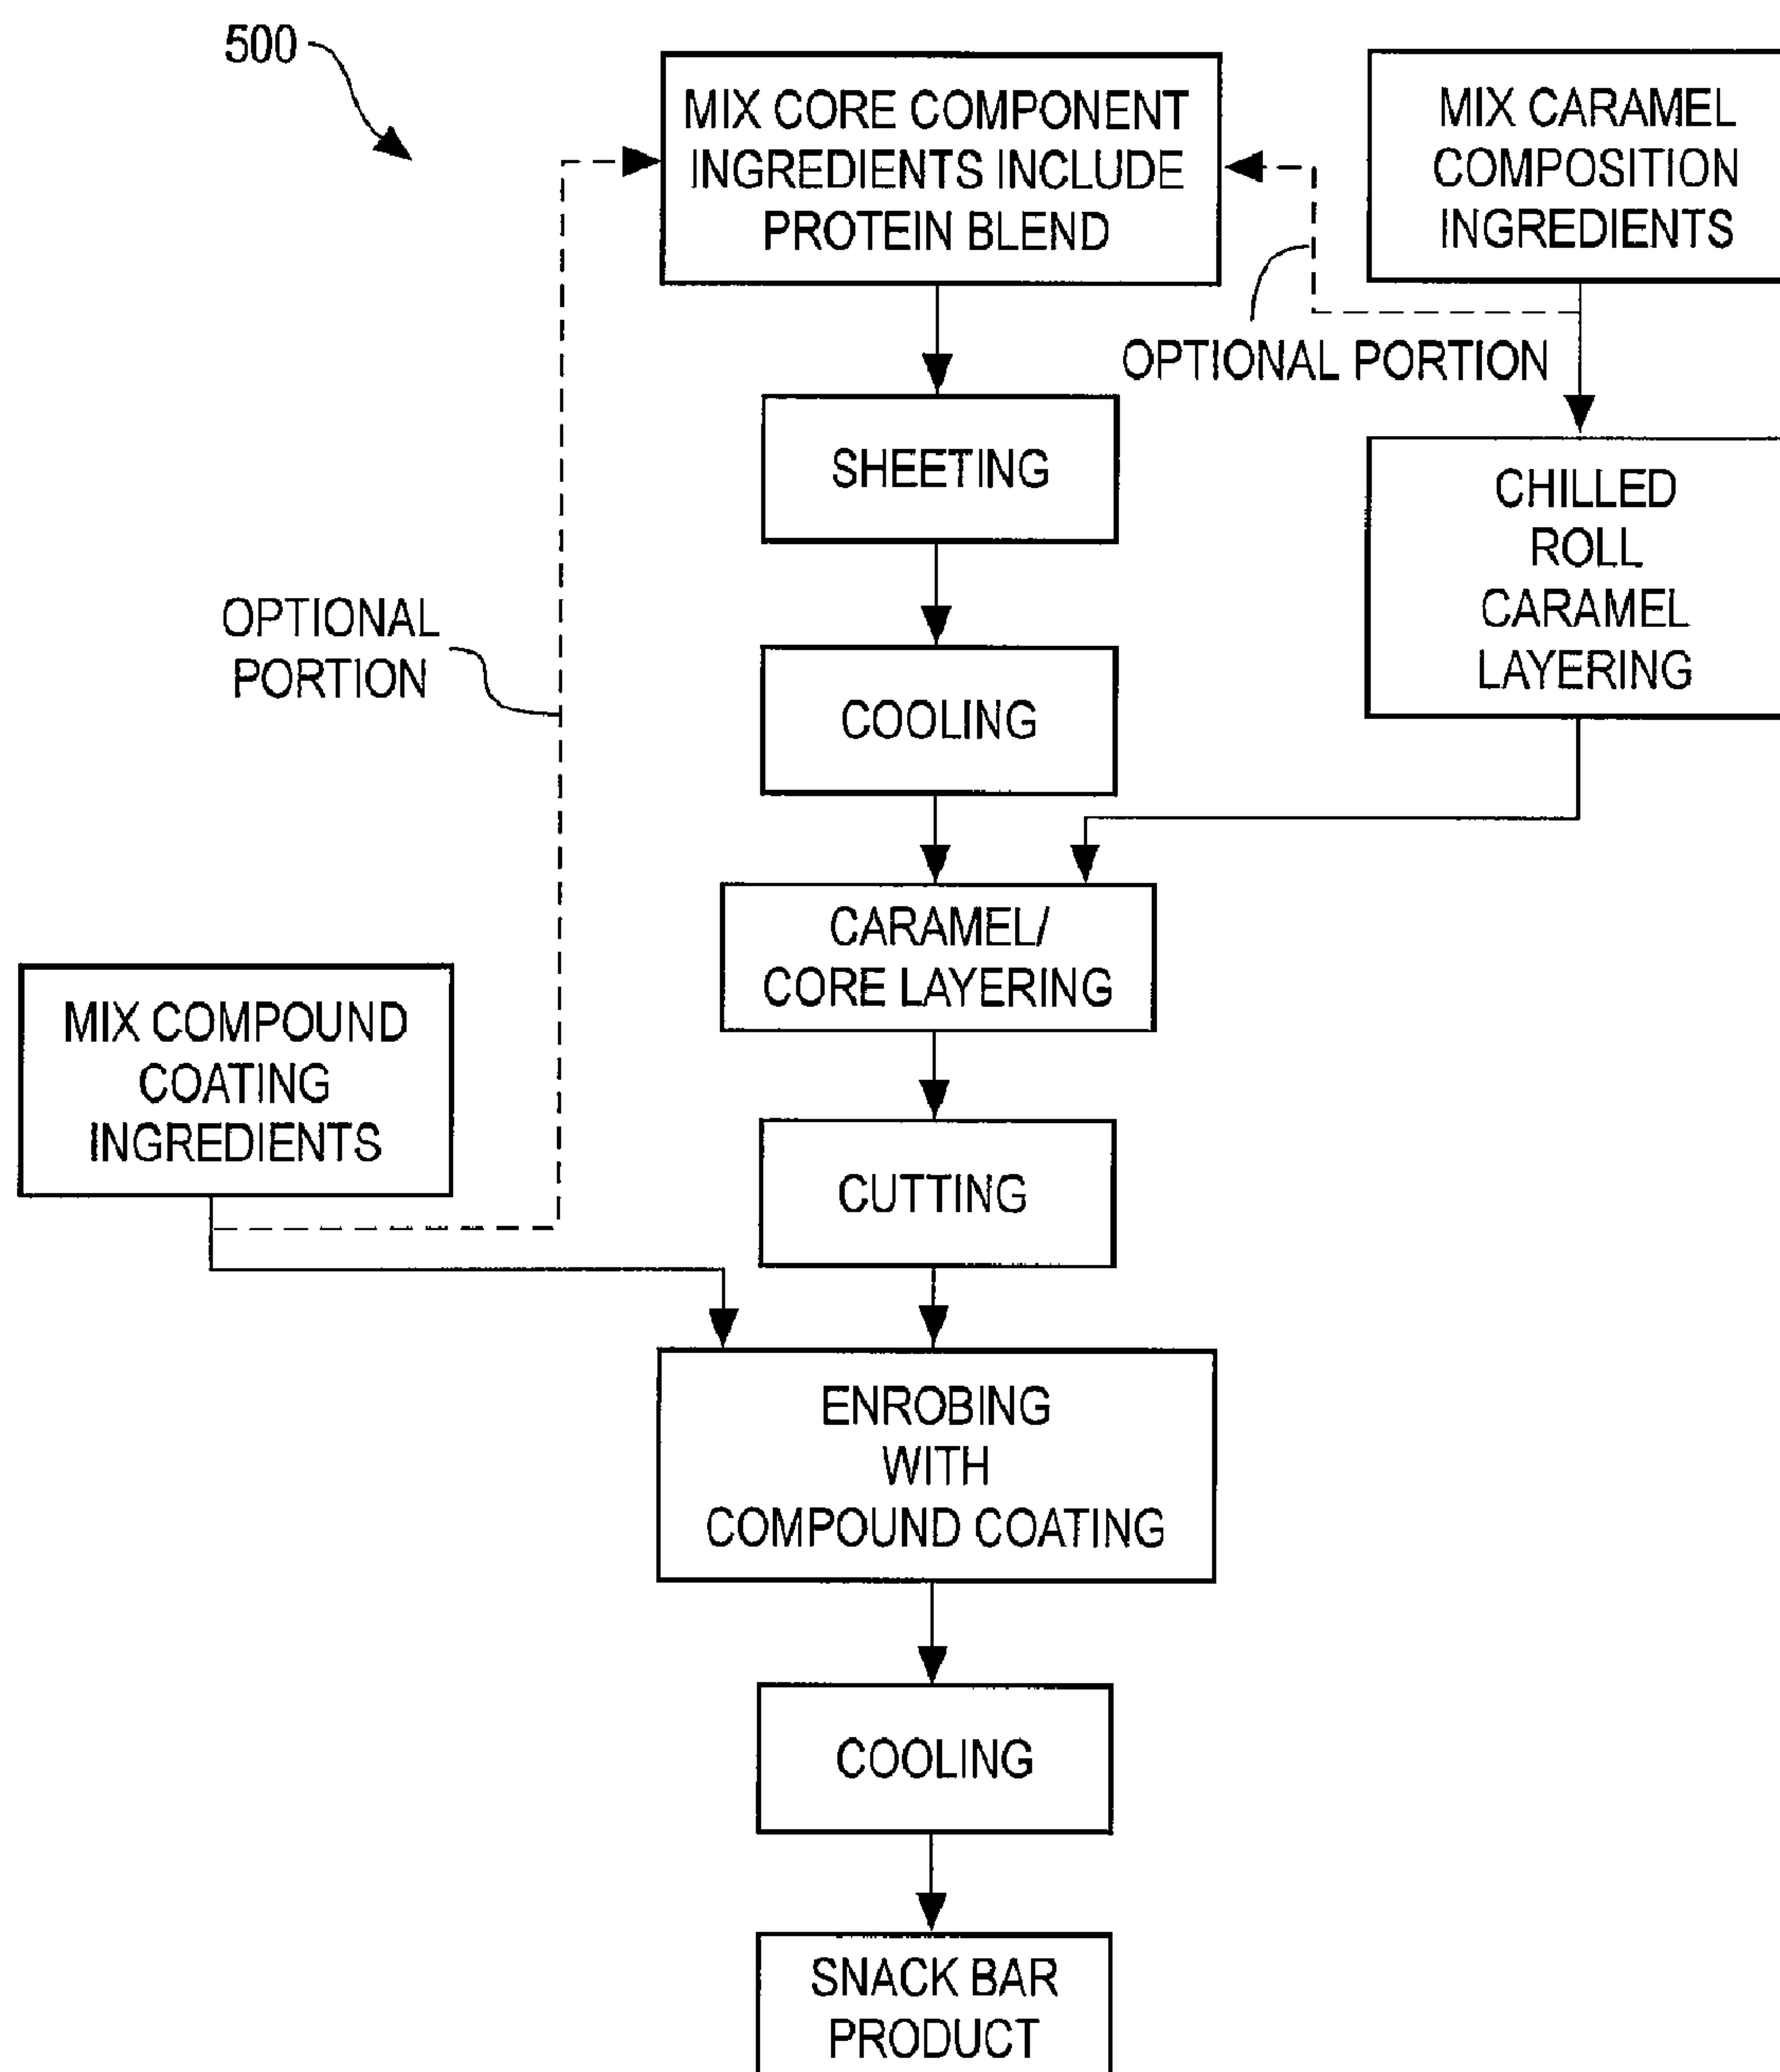 500
MIX CORE COMPONENT
INGREDIENTS INCLUDE
PROTEIN BLEND
MIX CARAMEL
COMPOSITION
INGREDIENTS
OPTIONAL PORTION
SHEETING
CHILLED
ROLL
CARAMEL
LAYERING
OPTIONAL
PORTION
COOLING
CARAMEL/
CORE LAYERING
MIX COMPOUND
COATING
INGREDIENTS
CUTTING
ENROBING
WITH
COMPOUND COATING
COOLING
SNACK BAR
PRODUCT